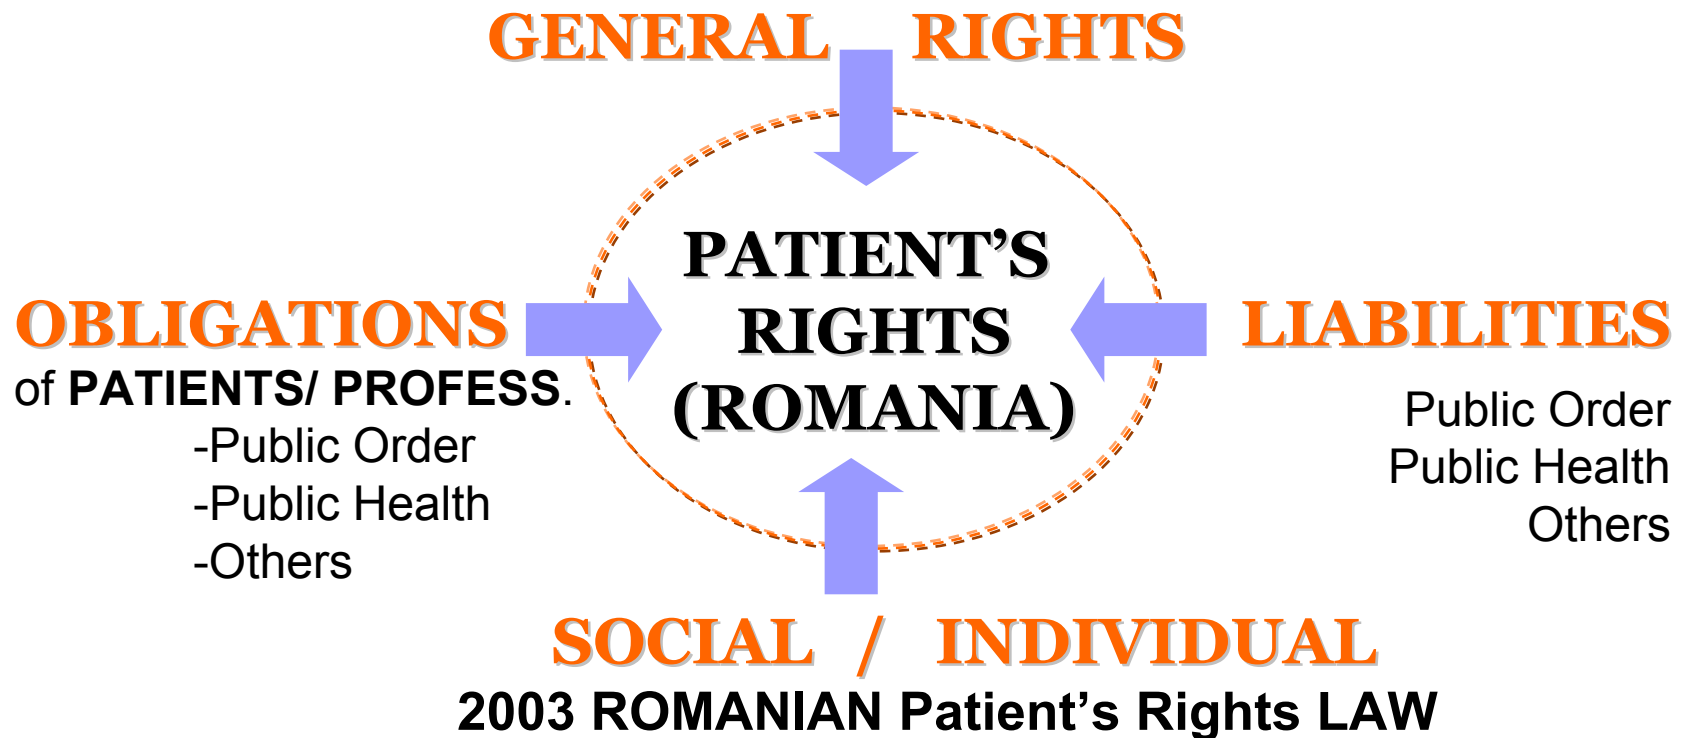 GENERAL RIGHTS
PATIENT’S
RIGHTS
(ROMANIA)
OBLIGATIONS
of PATIENTS/ PROFESS.
-Public Order
-Public Health
-Others
LIABILITIES
Public Order
Public Health
Others
SOCIAL / INDIVIDUAL
2003 ROMANIAN Patient’s Rights LAW